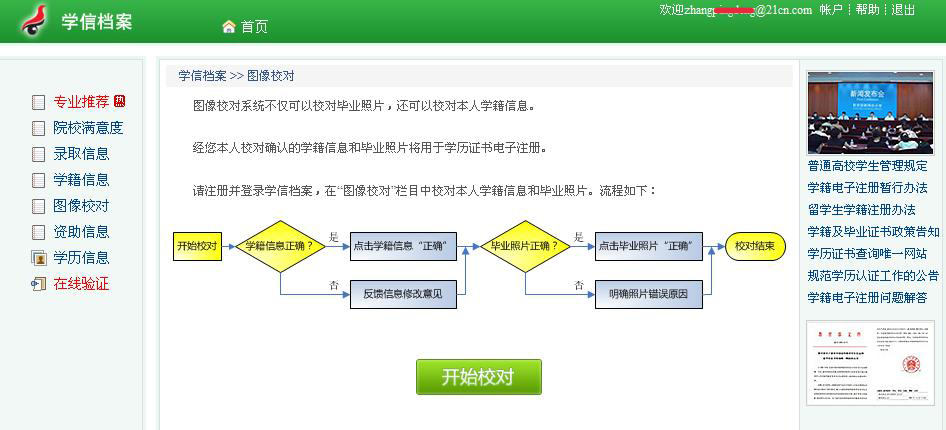 学信档案
首页
欢迎zhang @21cn.com 帐户┊帮助┊退出
专业推荐
院校满意度
录取信息
学籍信息
图像校对
资助信息
学历信息
在线验证
学信档案 >> 图像校对
图像校对系统不仅可以校对毕业照片，还可以校对本人学籍信息。
经您本人校对确认的学籍信息和毕业照片将用于学历证书电子注册。
请注册并登录学信档案，在“图像校对”栏目中校对本人学籍信息和毕业照片。流程如下：
开始校对
学籍信息正确？
是
点击学籍信息“正确”
否
反馈信息修改意见
毕业照片正确？
是
点击毕业照片“正确”
否
明确照片错误原因
校对结束
开始校对
新闻发布会
普通高校学生管理规定
学籍电子注册暂行办法
留学生学籍注册办法
学籍及毕业证书政策告知
学历证书查询唯一网站
规范学历认证工作的公告
学籍电子注册问题解答